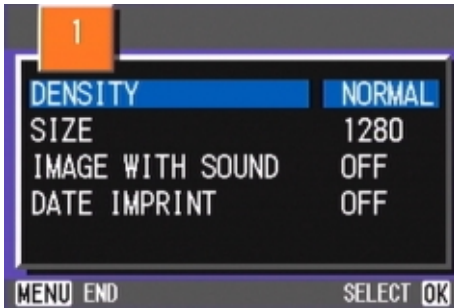 1
DENSITY NORMAL
SIZE 1280
IMAGE WITH SOUND OFF
DATE IMPRINT OFF
MENU END SELECT OK